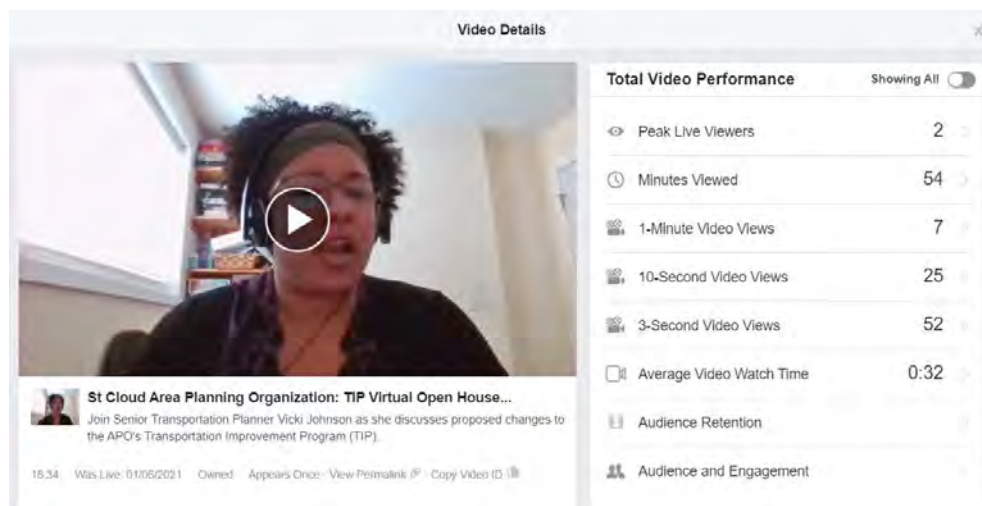 Video Details
Total Video Performance
Showing All
Peak Live Viewers 2
Minutes Viewed 54
1-Minute Video Views 7
10-Second Video Views 25
3-Second Video Views 52
Average Video Watch Time 0:32
Audience Retention
Audience and Engagement
St Cloud Area Planning Organization: TIP Virtual Open House...
Join Senior Transportation Planner Vicki Johnson as she discusses proposed changes to
the APO's Transportation Improvement Program (TIP).
18:34 Was Live: 01/06/2021 Owned · Appears Once · View Permalink · Copy Video ID